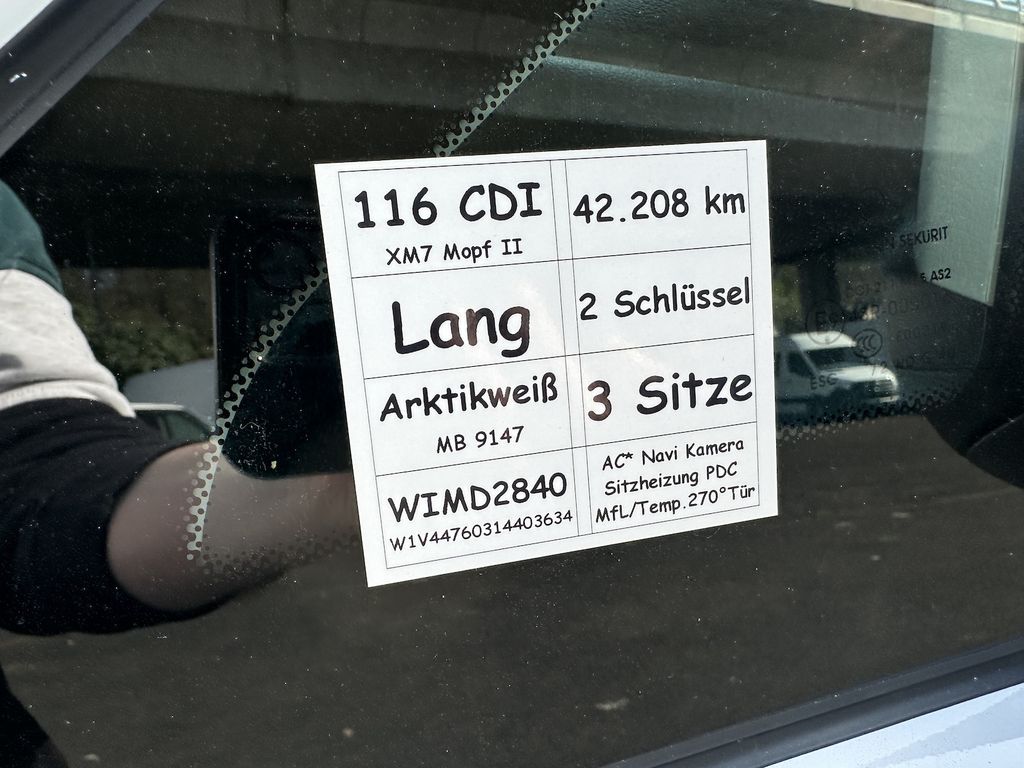 116 CDI
XM7 Mopf II
42.208 km
Lang
2 Schlüssel
Arktikweiß
MB 9147
3 Sitze
WIMD2840
W1V44760314403634
AC* Navi Kamera
Sitzheizung PDC
MfL/Temp.270°Tür
SEKURIT
AS2